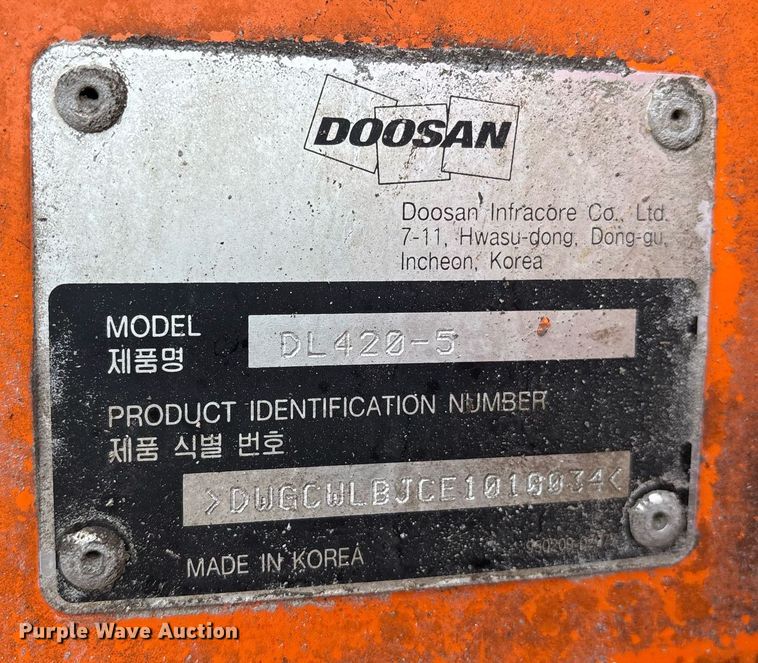 DOOSAN
Doosan Infracore Co., Ltd.
7-11, Hwasu-dong, Dong-gu,
Incheon, Korea
MODEL
제품명
DL420-5
PRODUCT IDENTIFICATION NUMBER
제품 식별 번호
>DWGCWLBJCE1010034<
MADE IN KOREA
Purple Wave Auction